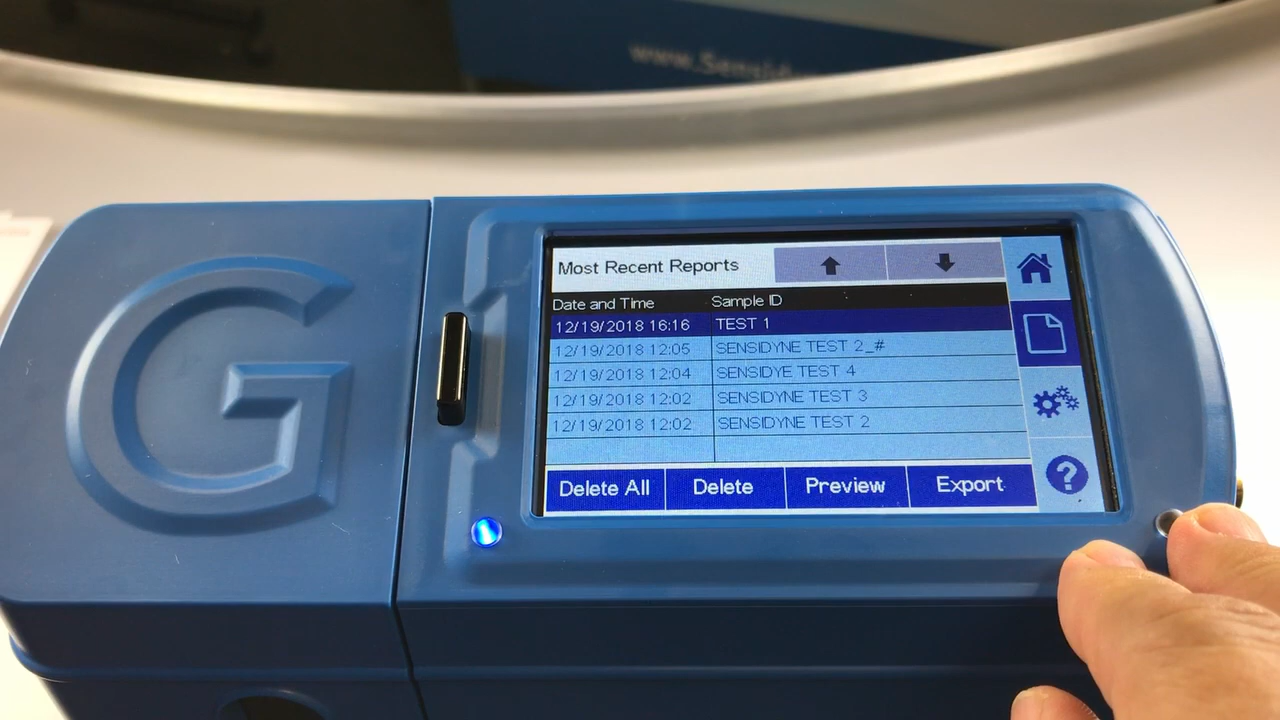 www.Sensidyne
G
Most Recent Reports
Date and Time Sample ID
12/19/2018 16:16 TEST 1
12/19/2018 12:05 SENSIDYNE TEST 2_#
12/19/2018 12:04 SENSIDYE TEST 4
12/19/2018 12:02 SENSIDYNE TEST 3
12/19/2018 12:02 SENSIDYNE TEST 2
Delete All Delete Preview Export
?